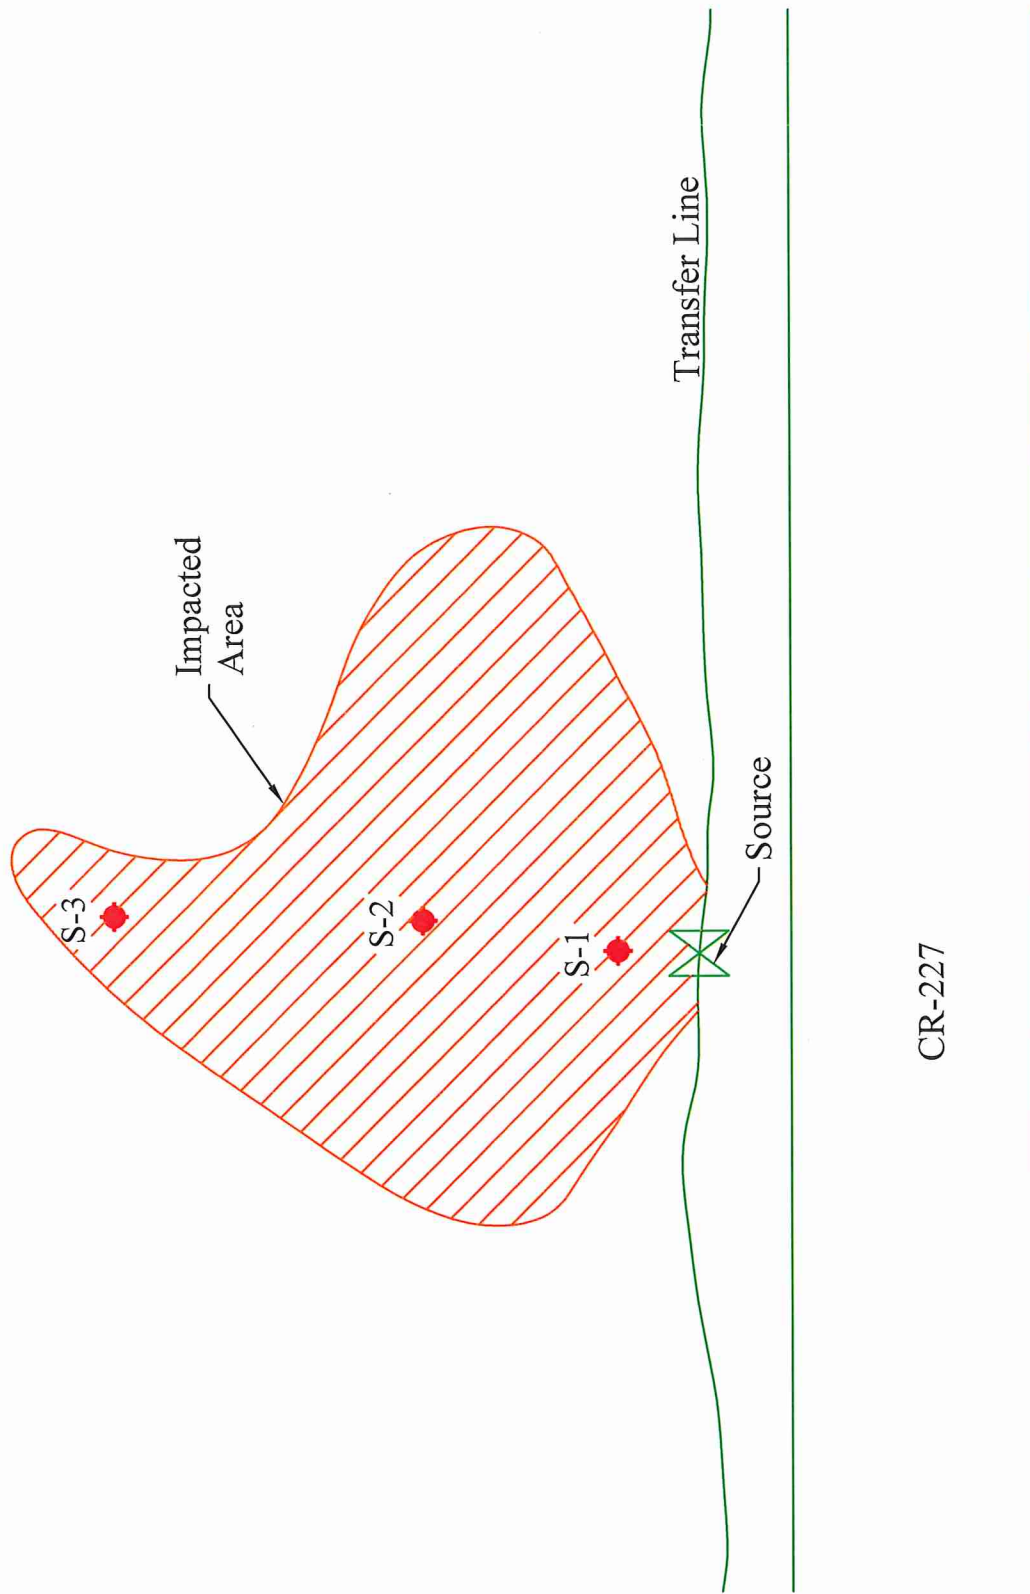 Impacted
Area
S-3
S-2
S-1
Transfer Line
Source
CR-227